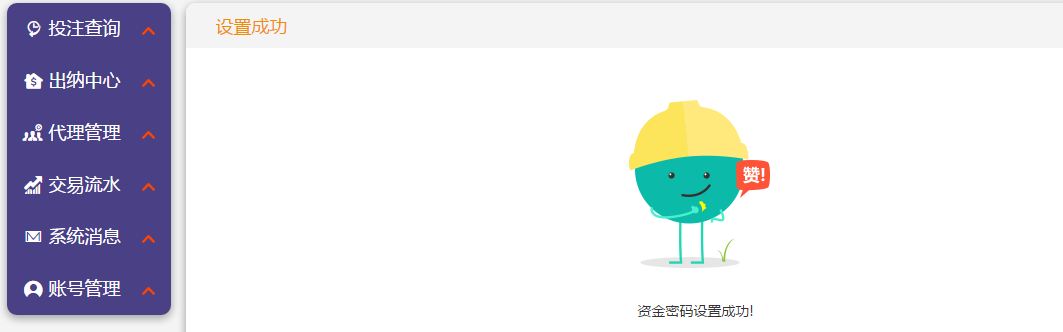 投注查询
出纳中心
代理管理
交易流水
系统消息
账号管理
设置成功
赞!
资金密码设置成功!